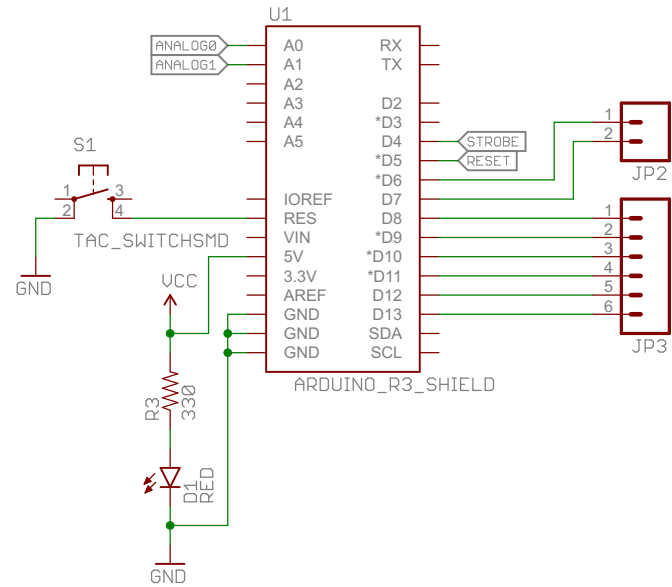 U1
ANALOG0 A0 RX
ANALOG1 A1 TX
A2
A3 D2
A4 *D3
A5 D4 STROBE
*D5 RESET
*D6
D7
1
2
JP2
S1
1 3
2 4
TAC_SWITCHSMD
GND
IOREF
RES D8 1
VIN *D9 2
5V *D10 3
3.3V *D11 4
AREF D12 5
GND D13 6
GND SDA
GND SCL
JP3
VCC
ARDUINO_R3_SHIELD
R3
330
D1
RED
GND